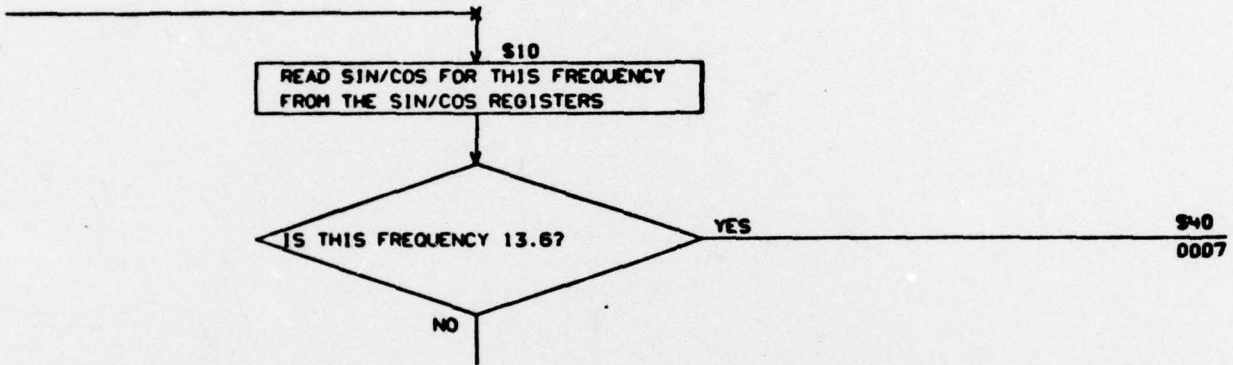 $10
READ SIN/COS FOR THIS FREQUENCY
FROM THE SIN/COS REGISTERS
IS THIS FREQUENCY 13.6?
YES
$40
0007
NO